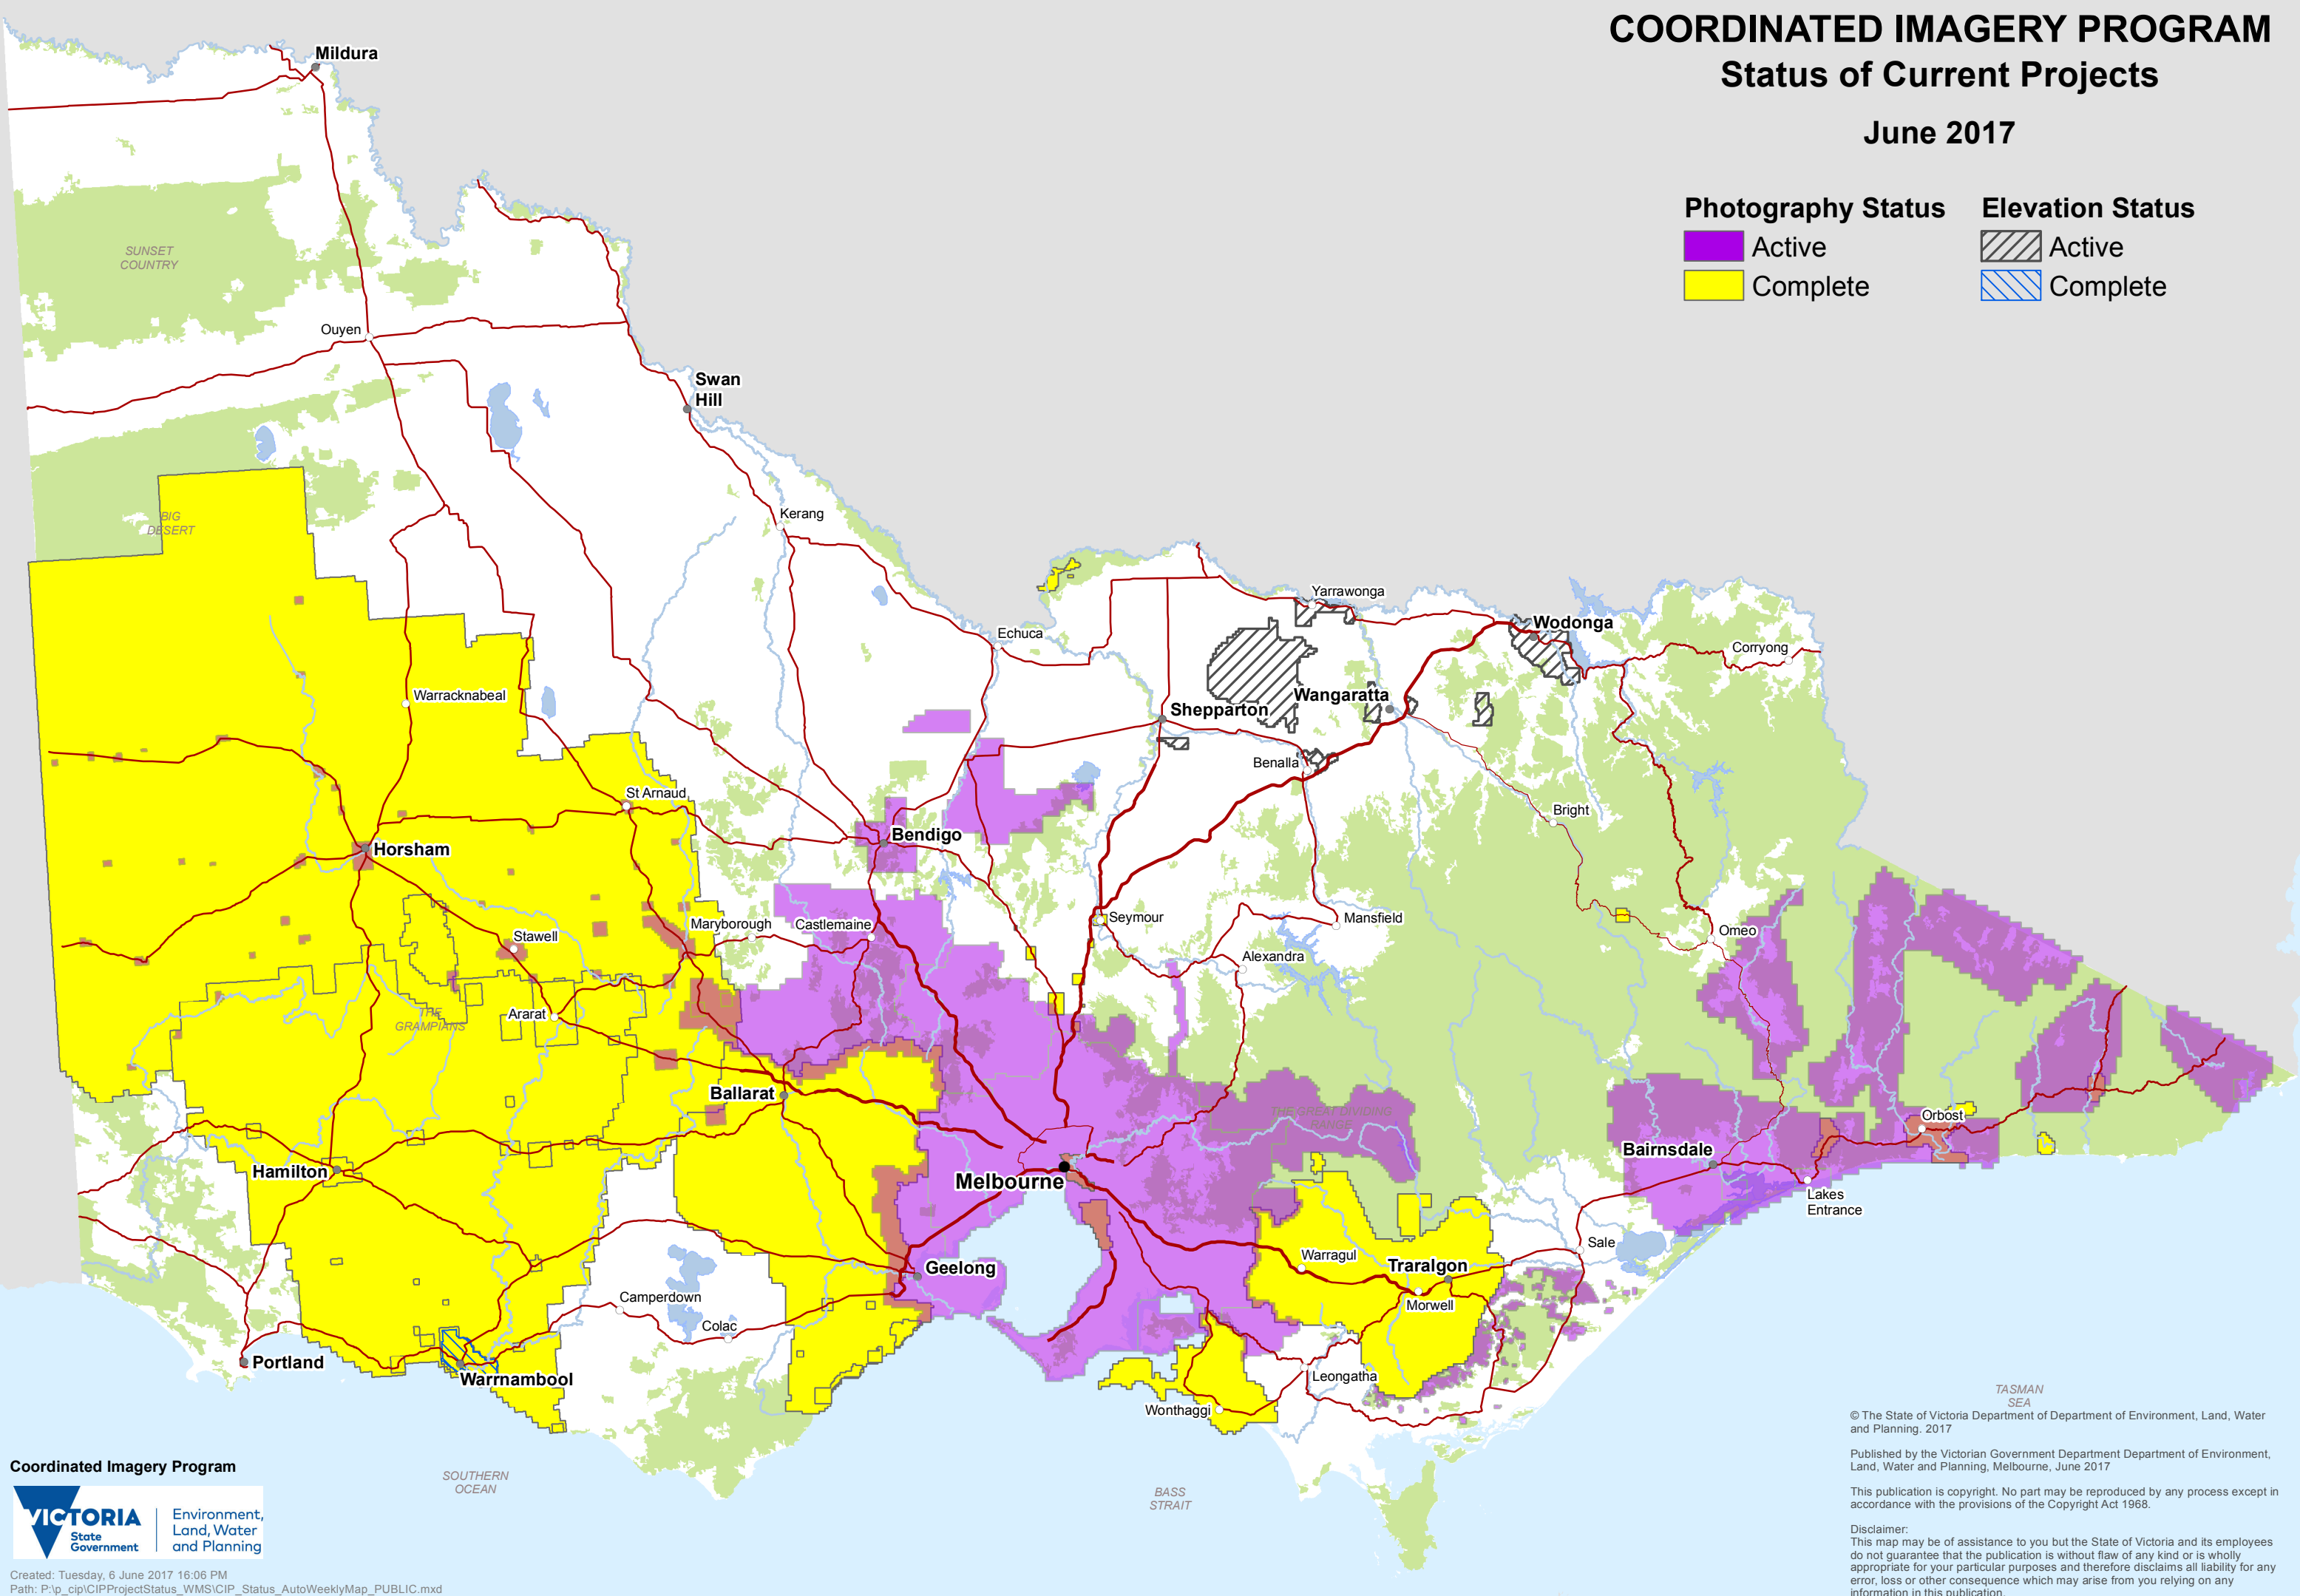 COORDINATED IMAGERY PROGRAM
Status of Current Projects
June 2017
Photography Status
Active
Complete
Elevation Status
Active
Complete
Mildura
SUNSET
COUNTRY
Ouyen
Swan
Hill
BIG
DESERT
Kerang
Yarrawonga
Echuca
Wodonga
Corryong
Warracknabeal
Wangaratta
Shepparton
Benalla
St Arnaud
Bright
Bendigo
Horsham
Seymour
Mansfield
Maryborough
Castlemaine
Stawell
Omeo
Alexandra
THE
GRAMPIANS
Ararat
Ballarat
THE GREAT DIVIDING
RANGE
Orbost
Bairnsdale
Hamilton
Melbourne
Lakes
Entrance
Sale
Warragul
Geelong
Traralgon
Camperdown
Morwell
Colac
Portland
Warrnambool
Leongatha
Wonthaggi
TASMAN
SEA
SOUTHERN
OCEAN
BASS
STRAIT
Coordinated Imagery Program
VICTORIA
State
Government
Environment,
Land, Water
and Planning
Created: Tuesday, 6 June 2017 16:06 PM
Path: P:\p_cip\CIPProjectStatus_WMS\CIP_Status_AutoWeeklyMap_PUBLIC.mxd
© The State of Victoria Department of Department of Environment, Land, Water
and Planning. 2017
Published by the Victorian Government Department Department of Environment,
Land, Water and Planning, Melbourne, June 2017
This publication is copyright. No part may be reproduced by any process except in
accordance with the provisions of the Copyright Act 1968.
Disclaimer:
This map may be of assistance to you but the State of Victoria and its employees
do not guarantee that the publication is without flaw of any kind or is wholly
appropriate for your particular purposes and therefore disclaims all liability for any
error, loss or other consequence which may arise from you relying on any
information in this publication.